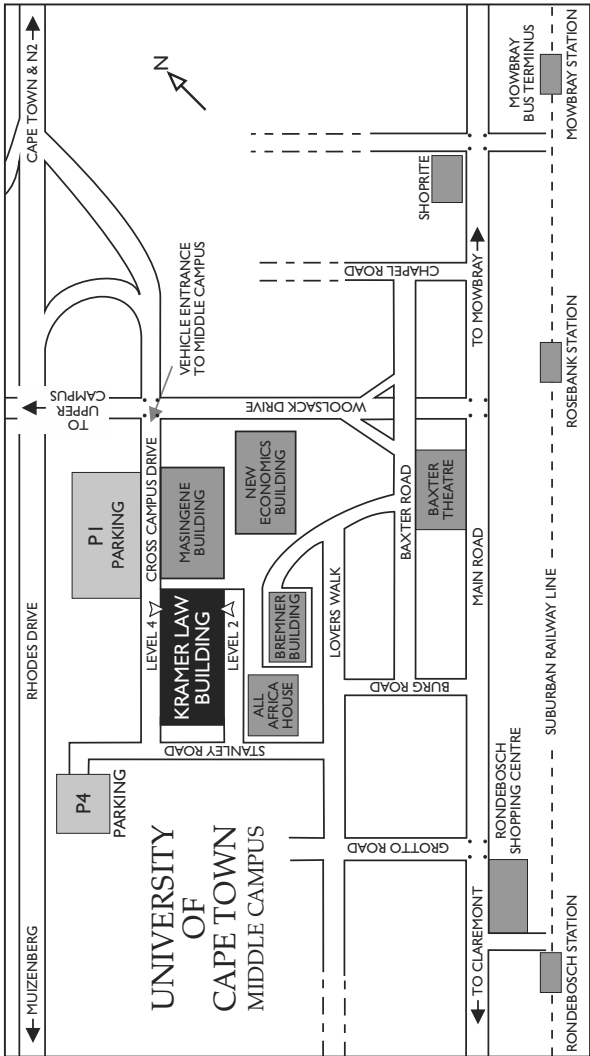 MUIZENBERG
RHODES DRIVE
CAPE TOWN & N2
N
TO
UPPER
CAMPUS
VEHICLE ENTRANCE
TO MIDDLE CAMPUS
P4
PARKING
P1
PARKING
CROSS CAMPUS DRIVE
LEVEL 4
KRAMER LAW
BUILDING
LEVEL 2
MASINGENE
BUILDING
NEW
ECONOMICS
BUILDING
WOOLSACK DRIVE
UNIVERSITY
OF
CAPE TOWN
MIDDLE CAMPUS
STANLEY ROAD
ALL
AFRICA
HOUSE
BREMNER
BUILDING
LOVERS WALK
BAXTER ROAD
CHAPEL ROAD
SHOPRITE
GROTTO ROAD
BURG ROAD
BAXTER
THEATRE
TO CLAREMONT
MAIN ROAD
TO MOWBRAY
RONDEBOSCH
SHOPPING CENTRE
MOWBRAY
BUS TERMINUS
SUBURBAN RAILWAY LINE
RONDEBOSCH STATION
ROSEBANK STATION
MOWBRAY STATION